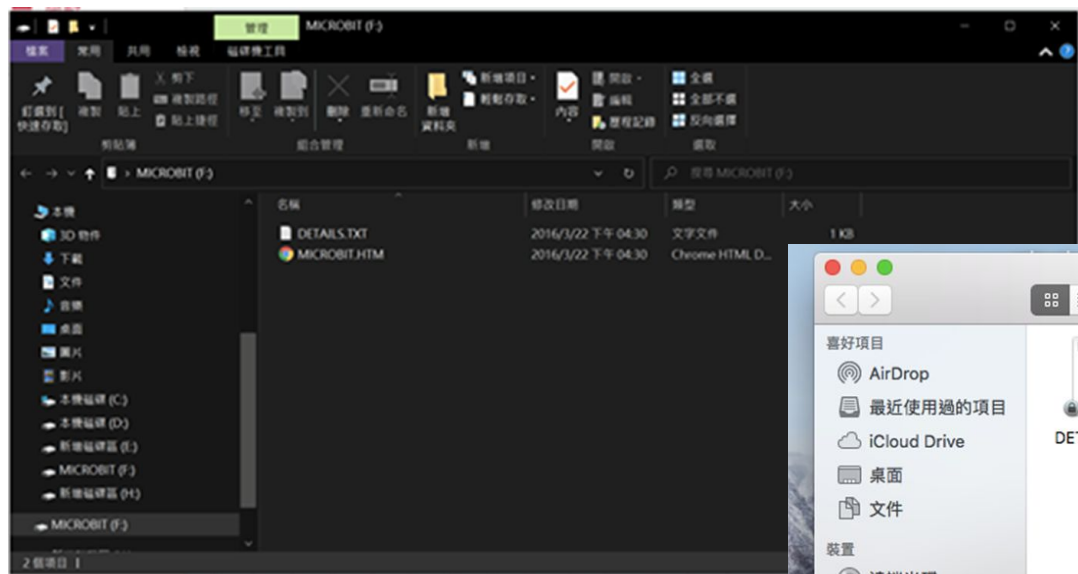 管理 MICROBIT (F:)
檔案 常用 共用 檢視 磁碟機工具
釘選到 [快速存取]
複製
貼上
剪下
複製路徑
貼上捷徑
剪貼簿
移至
複製到
刪除
重新命名
組合管理
新增資料夾
新增項目
輕鬆存取
新增
內容
開啟
編輯
歷程記錄
開啟
全選
全部不選
反向選擇
選取
MICROBIT (F:)
搜尋 MICROBIT (F:)
名稱 修改日期 類型 大小
DETAILS.TXT 2016/3/22 下午 04:30 文字文件 1 KB
MICROBIT.HTM 2016/3/22 下午 04:30 Chrome HTML D...
本機
3D 物件
下載
文件
音樂
桌面
圖片
影片
本機磁碟 (C:)
本機磁碟 (D:)
新增磁碟區 (E:)
MICROBIT (F:)
新增磁碟區 (H:)
MICROBIT (F:)
2 個項目
喜好項目
AirDrop
最近使用過的項目
iCloud Drive
桌面
文件
裝置
DET